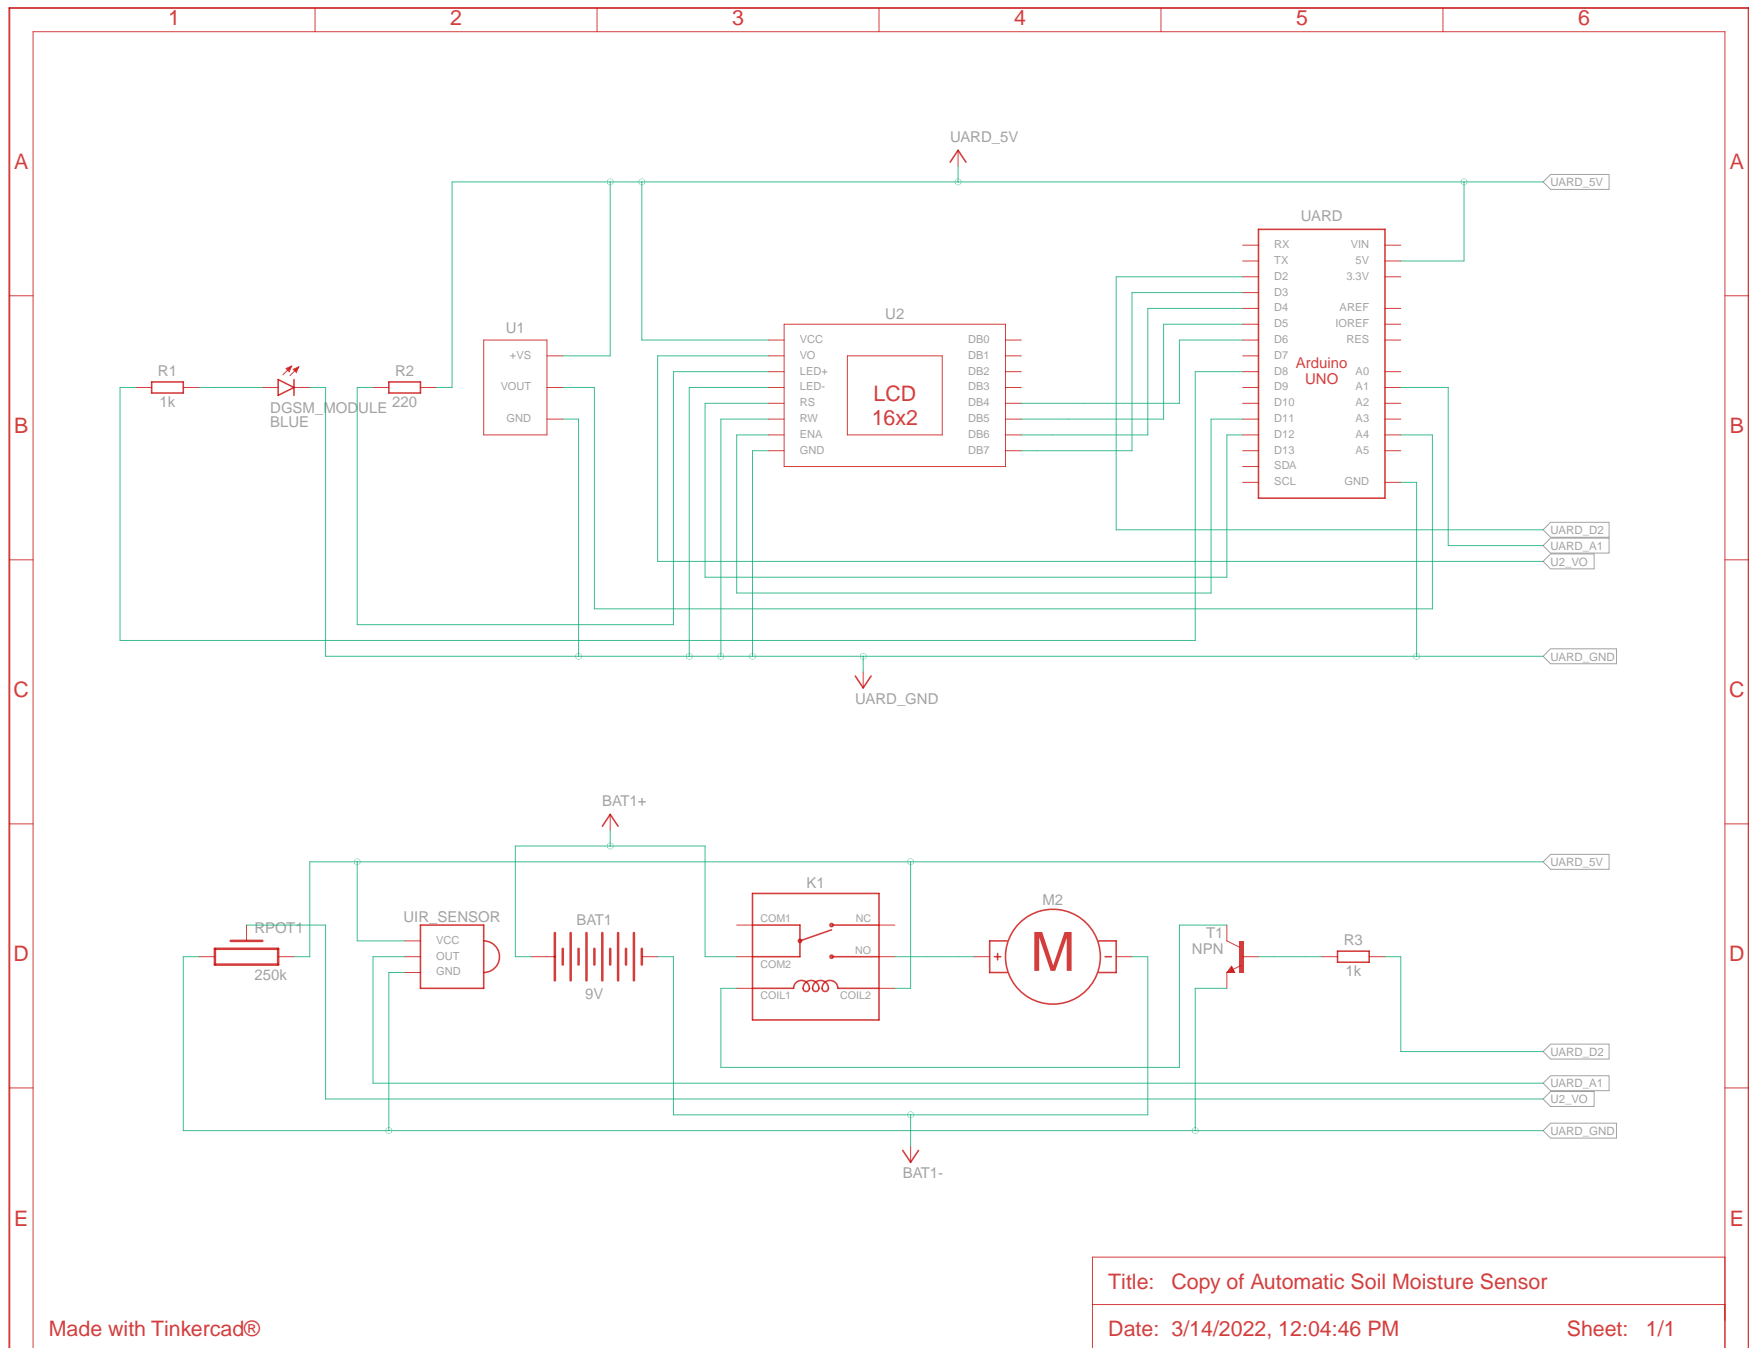 1 2 3 4 5 6
A A
B B
C C
D D
E E
UARD_5V
UARD_5V
UARD
RX VIN
TX 5V
D2 3.3V
D3
D4 AREF
D5 IOREF
D6 RES
D7
D8 A0
D9 A1
D10 A2
D11 A3
D12 A4
D13 A5
SDA
SCL GND
Arduino
UNO
U2
VCC DB0
VO DB1
LED+ DB2
LED- DB3
RS DB4
RW DB5
ENA DB6
GND DB7
LCD
16x2
U1
+VS
VOUT
GND
R1
1k
DGSM_MODULE
BLUE
R2
220
UARD_D2
UARD_A1
U2_VO
UARD_GND
UARD_GND
BAT1+
UARD_5V
RPOT1
250k
UIR_SENSOR
VCC
OUT
GND
BAT1
9V
K1
COM1 NC
NO
COM2
COIL1 COIL2
M2
M
+ -
T1
NPN
R3
1k
UARD_D2
UARD_A1
U2_VO
UARD_GND
BAT1-
Title: Copy of Automatic Soil Moisture Sensor
Date: 3/14/2022, 12:04:46 PM Sheet: 1/1
Made with Tinkercad®